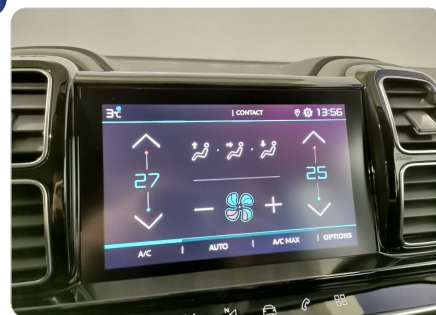 3°C | CONTACT 13:56
27 25
A/C | AUTO | A/C MAX | OPTIONS
N